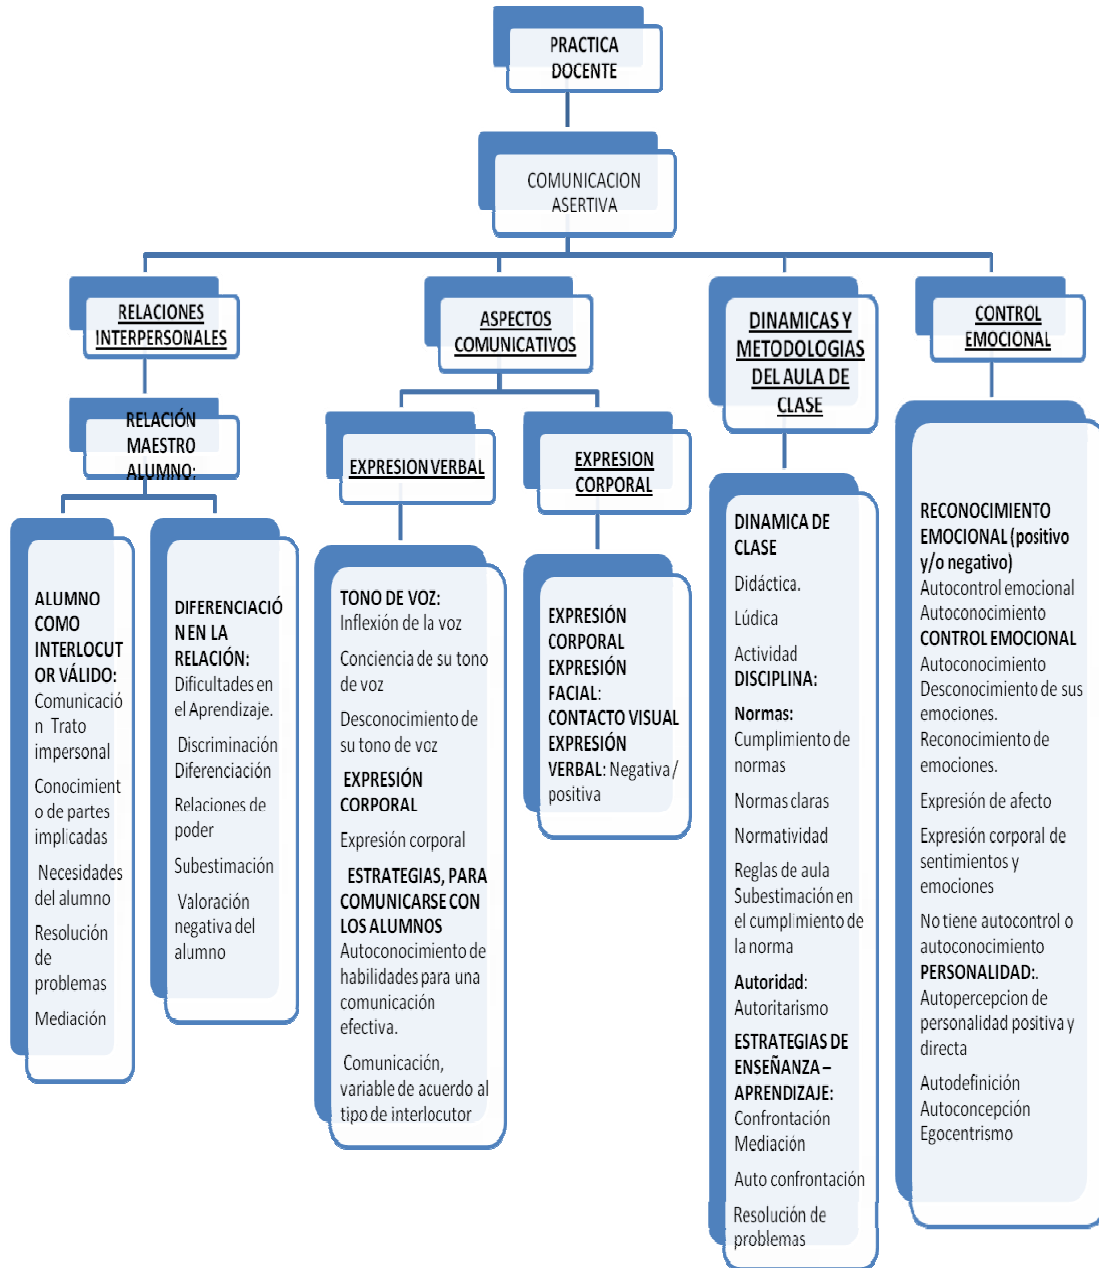 PRACTICA
DOCENTE
COMUNICACION
ASERTIVA
RELACIONES
INTERPERSONALES
RELACIÓN
MAESTRO
ALUMNO:
ALUMNO
COMO
INTERLOCUT
OR VÁLIDO:
Comunicació
n Trato
impersonal
Conocimient
o de partes
implicadas
Necesidades
del alumno
Resolución
de
problemas
Mediación
DIFERENCIACIÓ
N EN LA
RELACIÓN:
Dificultades en
el Aprendizaje.
Discriminación
Diferenciación
Relaciones de
poder
Subestimación
Valoración
negativa del
alumno
ASPECTOS
COMUNICATIVOS
EXPRESION VERBAL
TONO DE VOZ:
Inflexión de la voz
Conciencia de su tono
de voz
Desconocimiento de
su tono de voz
EXPRESIÓN
CORPORAL
Expresión corporal
ESTRATEGIAS, PARA
COMUNICARSE CON
LOS ALUMNOS
Autoconocimiento de
habilidades para una
comunicación
efectiva.
Comunicación,
variable de acuerdo al
tipo de interlocutor
EXPRESION
CORPORAL
EXPRESIÓN
CORPORAL
EXPRESIÓN
FACIAL:
CONTACTO VISUAL
EXPRESIÓN
VERBAL: Negativa /
positiva
DINAMICAS Y
METODOLOGIAS
DEL AULA DE
CLASE
DINAMICA DE
CLASE
Didáctica.
Lúdica
Actividad
DISCIPLINA:
Normas:
Cumplimiento de
normas
Normas claras
Normatividad
Reglas de aula
Subestimación en
el cumplimiento de
la norma
Autoridad:
Autoritarismo
ESTRATEGIAS DE
ENSEÑANZA –
APRENDIZAJE:
Confrontación
Mediación
Auto confrontación
Resolución de
problemas
CONTROL
EMOCIONAL
RECONOCIMIENTO
EMOCIONAL (positivo
y/o negativo)
Autocontrol emocional
Autoconocimiento
CONTROL EMOCIONAL
Autoconocimiento
Desconocimiento de sus
emociones.
Reconocimiento de
emociones.
Expresión de afecto
Expresión corporal de
sentimientos y
emociones
No tiene autocontrol o
autoconocimiento
PERSONALIDAD:.
Autopercepcion de
personalidad positiva y
directa
Autodefinición
Autoconcepción
Egocentrismo